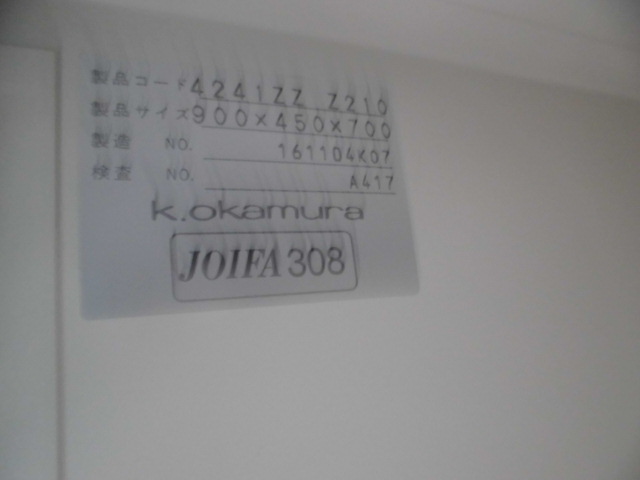 製品コード 4241ZZ Z210
製品サイズ 900×450×700
製造 NO. 161104K07
検査 NO. A417
k.okamura
JOIFA 308